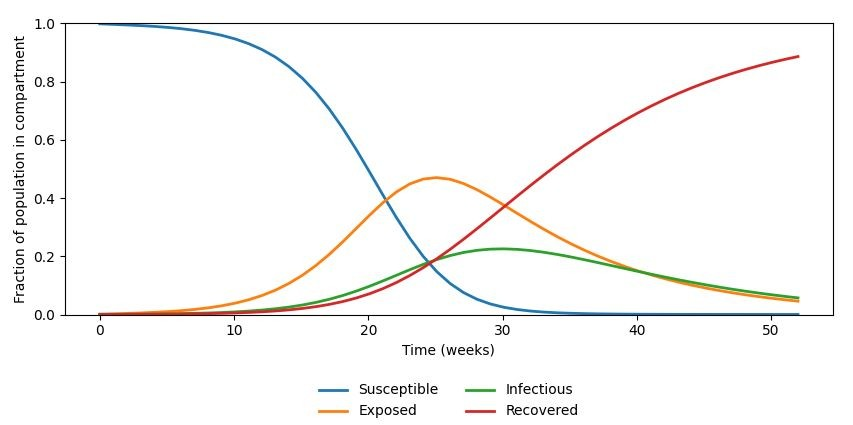 Fraction of population in compartment
1.0
0.8
0.6
0.4
0.2
0.0
0 10 20 30 40 50
Time (weeks)
Susceptible Infectious
Exposed Recovered